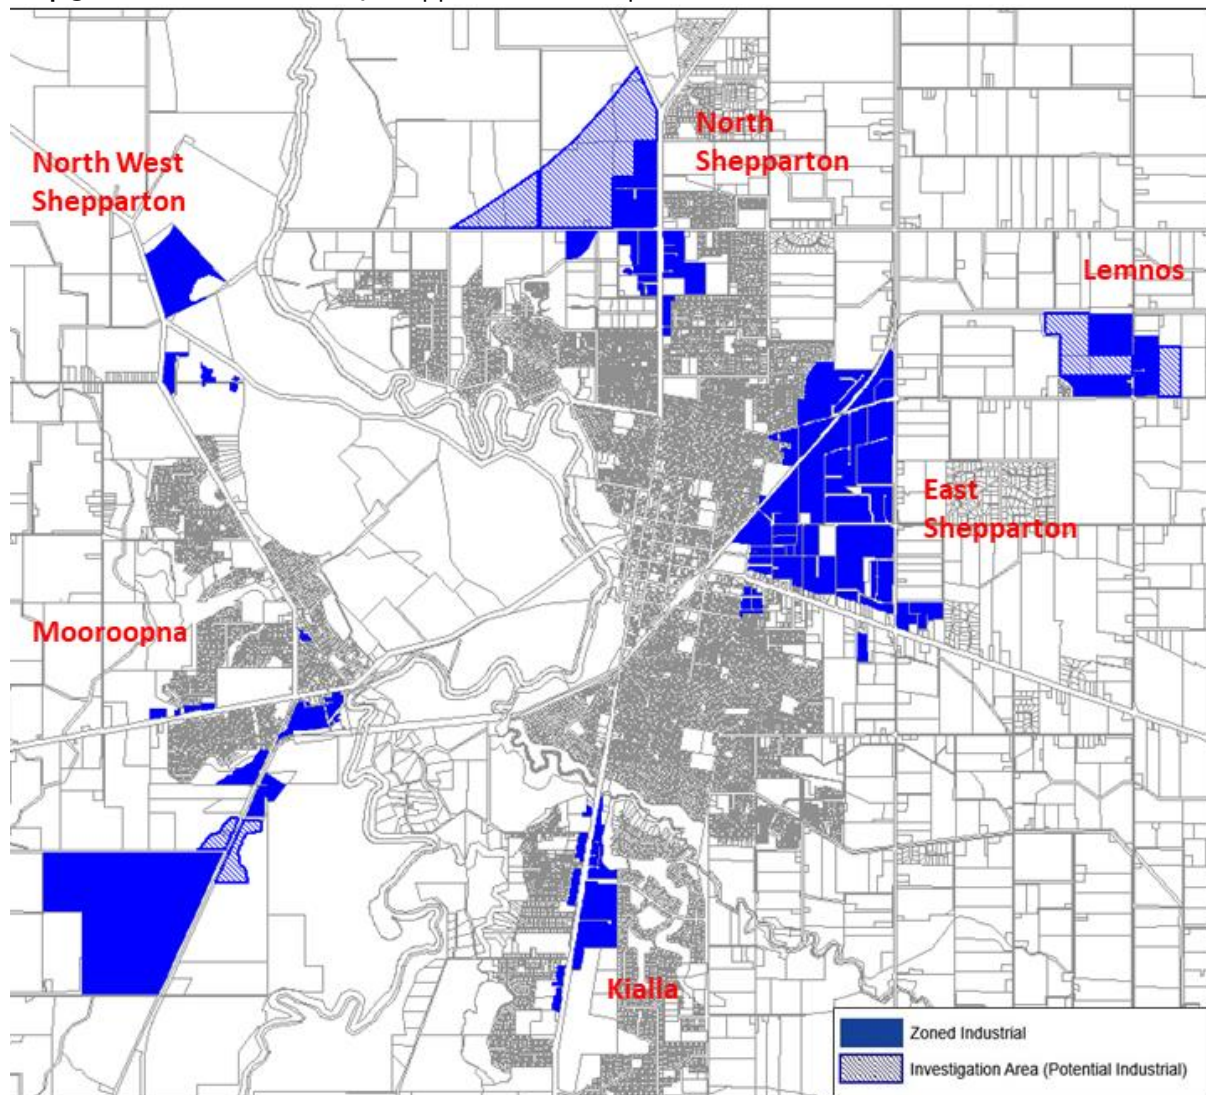 North
Shepparton
North West
Shepparton
Lemnos
East
Shepparton
Mooroopna
Kialla
Zoned Industrial
Investigation Area (Potential Industrial)